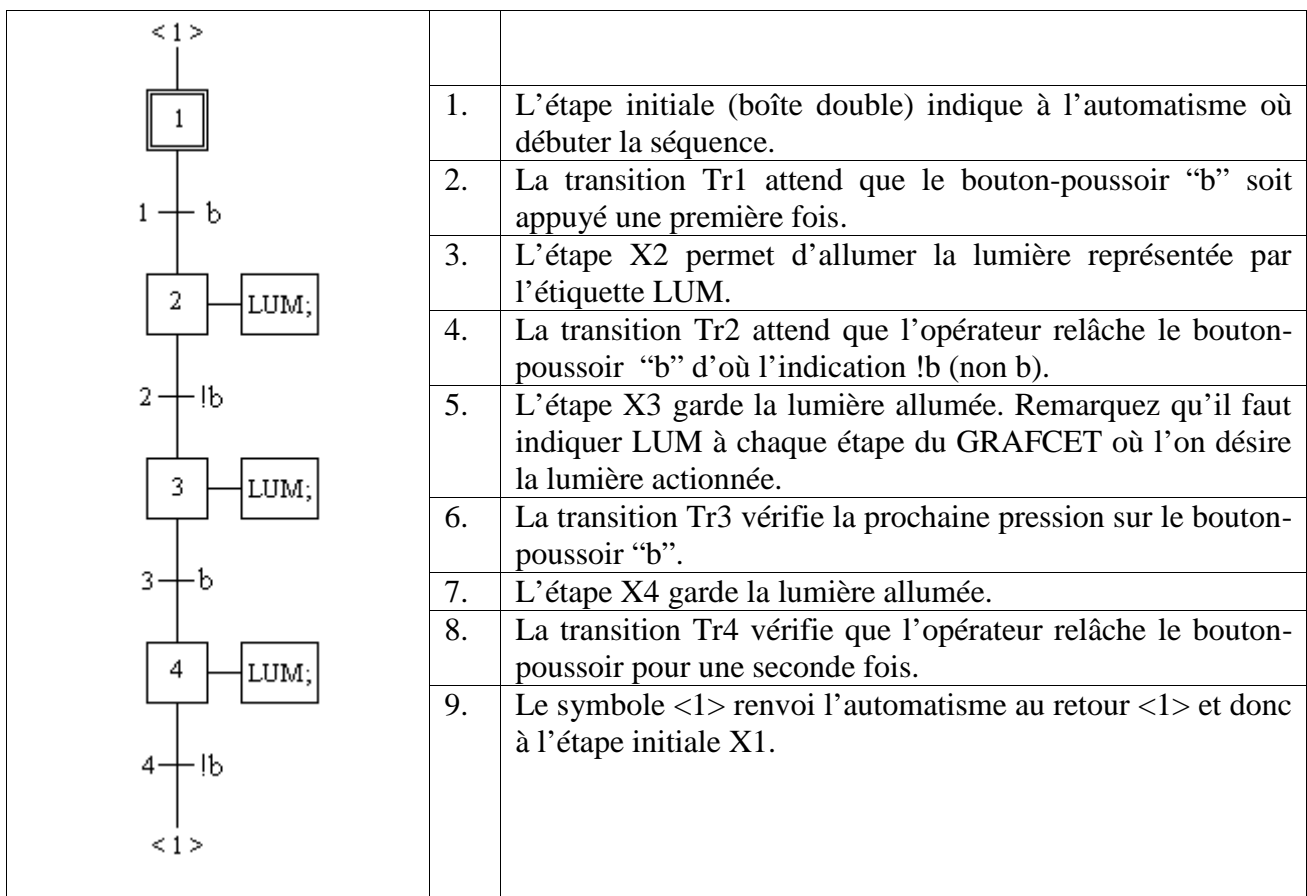 <1>
1
1 b
2 LUM;
2 !b
3 LUM;
3 b
4 LUM;
4 !b
<1>
1. L’étape initiale (boîte double) indique à l’automatisme où
débuter la séquence.
2. La transition Tr1 attend que le bouton-poussoir “b” soit
appuyé une première fois.
3. L’étape X2 permet d’allumer la lumière représentée par
l’étiquette LUM.
4. La transition Tr2 attend que l’opérateur relâche le bouton-
poussoir “b” d’où l’indication !b (non b).
5. L’étape X3 garde la lumière allumée. Remarquez qu’il faut
indiquer LUM à chaque étape du GRAFCET où l’on désire
la lumière actionnée.
6. La transition Tr3 vérifie la prochaine pression sur le bouton-
poussoir “b”.
7. L’étape X4 garde la lumière allumée.
8. La transition Tr4 vérifie que l’opérateur relâche le bouton-
poussoir pour une seconde fois.
9. Le symbole <1> renvoi l’automatisme au retour <1> et donc
à l’étape initiale X1.